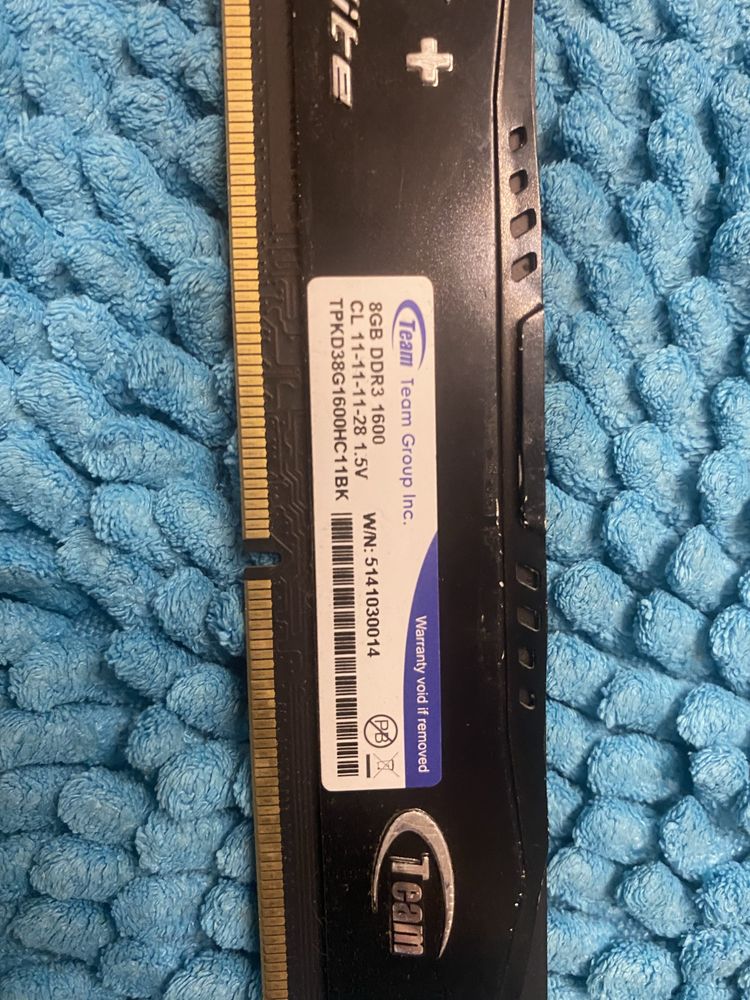 +
Team Team Group Inc.
8GB DDR3 1600
CL 11-11-11-28 1.5V
TPKD38G1600HC11BK
W/N: 5141030014
Warranty void if removed
PB
Team